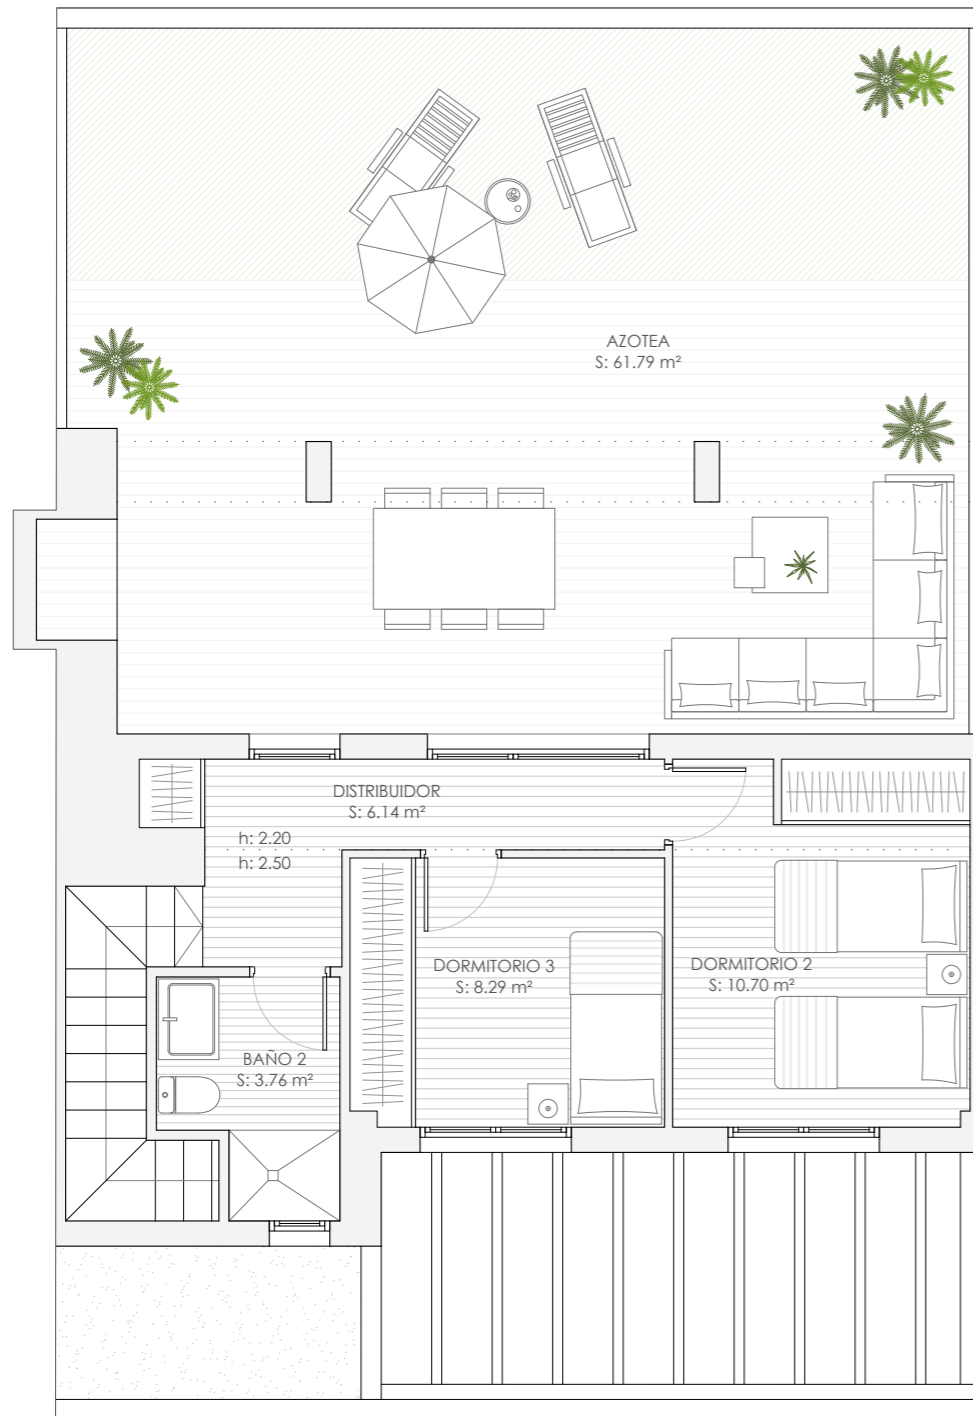 AZOTEA
S: 61.79 m²
DISTRIBUIDOR
S: 6.14 m²
h: 2.20
h: 2.50
DORMITORIO 3
S: 8.29 m²
DORMITORIO 2
S: 10.70 m²
BAÑO 2
S: 3.76 m²